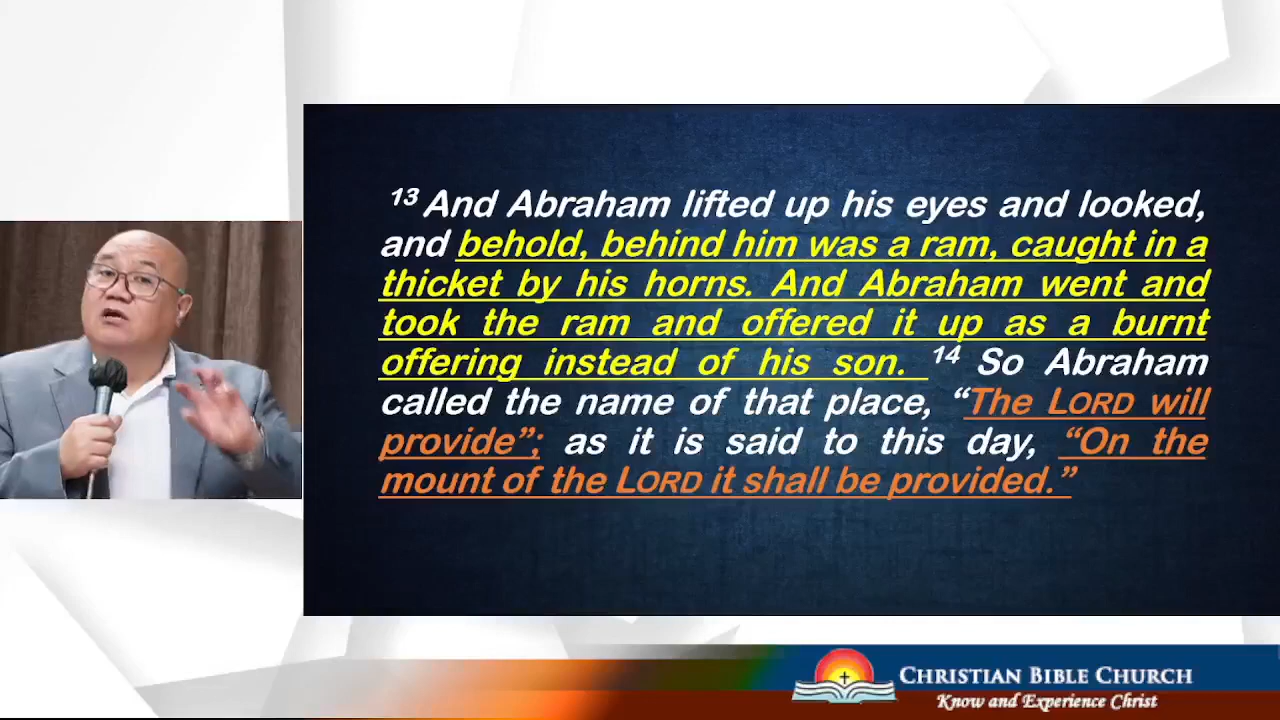 13 And Abraham lifted up his eyes and looked,
and behold, behind him was a ram, caught in a
thicket by his horns. And Abraham went and
took the ram and offered it up as a burnt
offering instead of his son. 14 So Abraham
called the name of that place, “The LORD will
provide”; as it is said to this day, “On the
mount of the LORD it shall be provided.”
CHRISTIAN BIBLE CHURCH
Know and Experience Christ